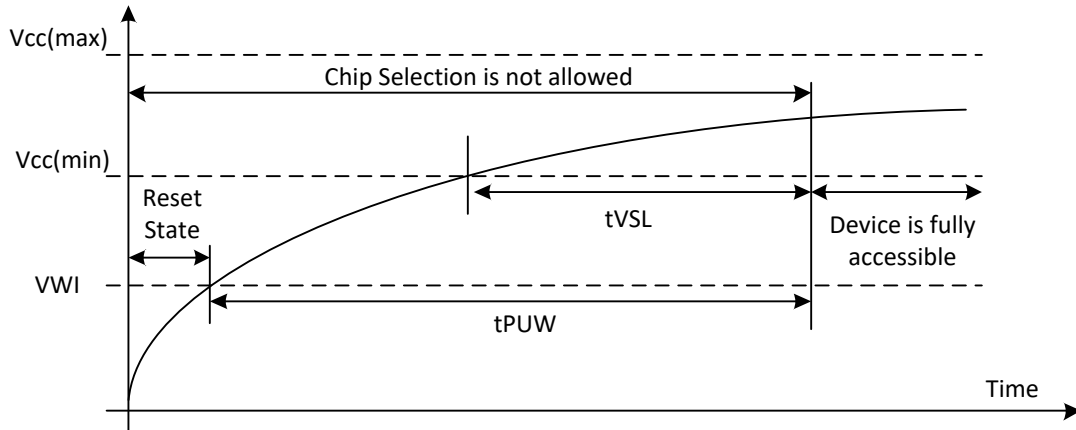 Vcc(max)
Chip Selection is not allowed
Vcc(min)
Reset
State
tVSL
Device is fully
accessible
VWI
tPUW
Time